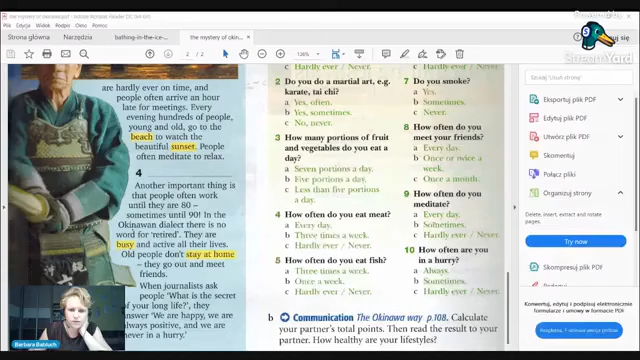 the mystery of okinawa.pdf - Adobe Acrobat Reader DC (64-bit)
Plik Edycja Widok Podpis Okno Pomoc
Strona główna Narzędzia bathing-in-the-ice-... the mystery of okin... ×
StreamYard
2 / 2
136%
are hardly ever on time, and
people often arrive an hour
late for meetings. Every
evening hundreds of people,
young and old, go to the
beach to watch the
beautiful sunset. People
often meditate to relax.
4
Another important thing is
that people often work
until they are 80 –
sometimes until 90! In the
Okinawan dialect there is no
word for 'retired'. They are
busy and active all their lives.
Old people don't stay at home
– they go out and meet
friends.
When journalists ask
people 'What is the secret
of your long life?', they
answer 'We are happy, we are
always positive, and we are
never in a hurry.'
Barbara Babluch
c Hardly ever / Never.
2 Do you do a martial art, e.g.
karate, tai chi?
a Yes, often.
b Yes, sometimes.
c No, never.
3 How many portions of fruit
and vegetables do you eat a
day?
a Seven portions a day.
b Five portions a day.
c Less than five portions
a day.
4 How often do you eat meat?
a Every day.
b Three times a week.
c Hardly ever / Never.
5 How often do you eat fish?
a Three times a week.
b Once a week.
c Hardly ever / Never.
c Hardly ever / Never.
7 Do you smoke?
a Yes.
b Sometimes.
c Never.
8 How often do you
meet your friends?
a Every day.
b Once or twice a
week.
c Once a month.
9 How often do you
meditate?
a Every day.
b Sometimes.
c Hardly ever / Never.
10 How often are you
in a hurry?
a Always.
b Sometimes.
c Hardly ever / Never.
b Communication The Okinawa way p.108. Calculate
your partner's total points. Then read the result to your
partner. How healthy are your lifestyles?
Szukaj 'Usuń stronę'
Eksportuj plik PDF
Edytuj plik PDF
Utwórz plik PDF
Skomentuj
Połącz pliki
Organizuj strony
Delete, insert, extract and rotate
pages.
Try now
Skompresuj plik PDF
Konwertuj, edytuj i podpisuj elektronicznie
formularze i umowy w formacie PDF